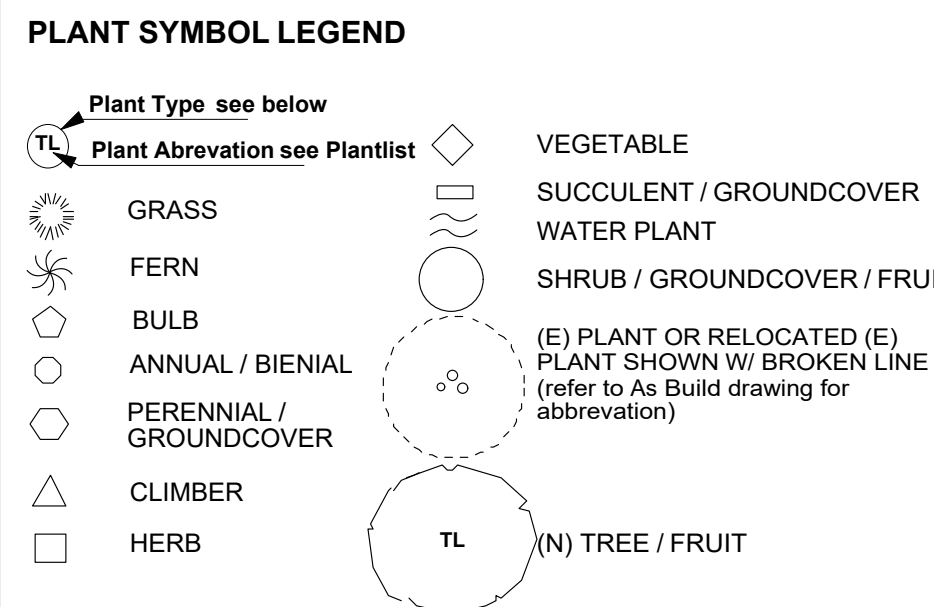 PLANT SYMBOL LEGEND
Plant Type see below
TL
Plant Abrevation see Plantlist
GRASS
FERN
BULB
ANNUAL / BIENIAL
PERENNIAL /
GROUNDCOVER
CLIMBER
HERB
VEGETABLE
SUCCULENT / GROUNDCOVER
WATER PLANT
SHRUB / GROUNDCOVER /
(E) PLANT OR RELOCATED (E)
PLANT SHOWN W/ BROKEN LINE
(refer to As Build drawing for
abbrevation)
TL
(N) TREE / FRUIT